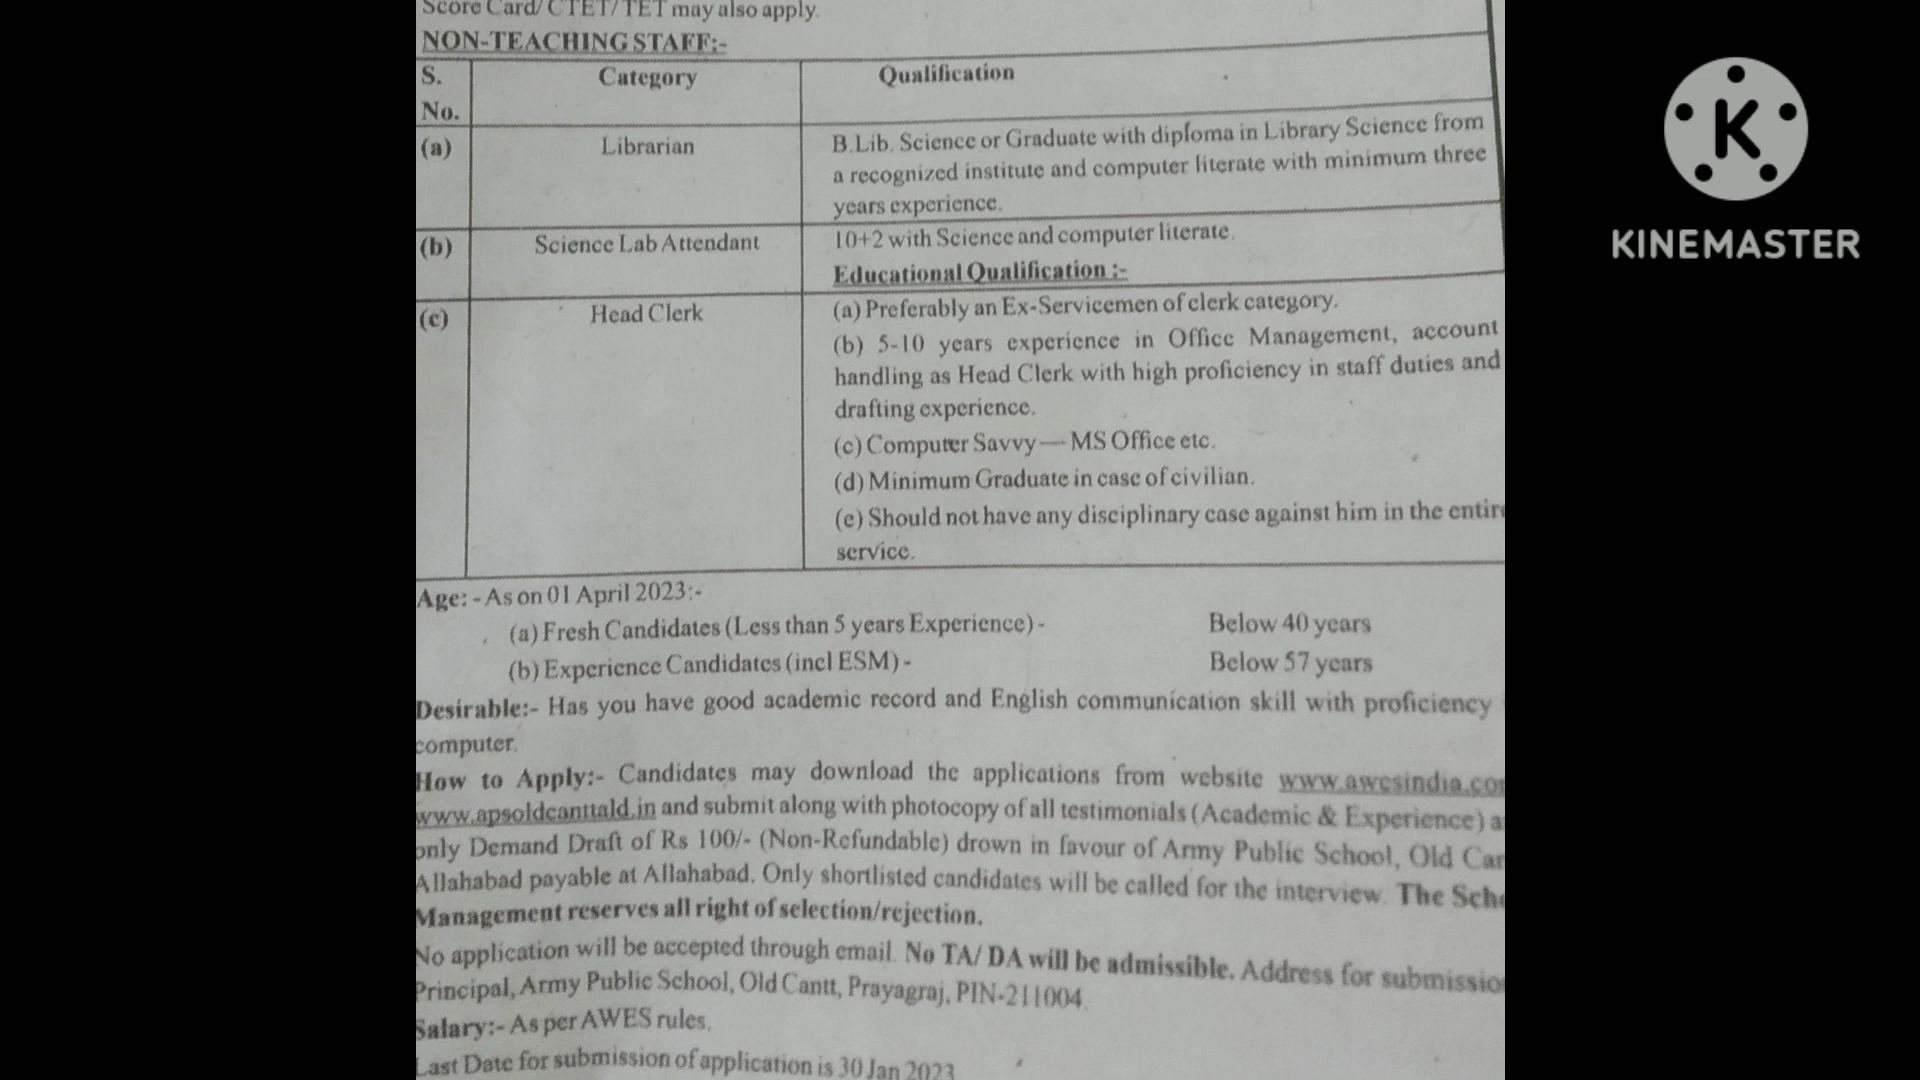 Score Card/ CTET/ TET may also apply.
NON-TEACHING STAFF:-
S. No. Category Qualification
(a) Librarian B.Lib. Science or Graduate with diploma in Library Science from
a recognized institute and computer literate with minimum three
years experience.
(b) Science Lab Attendant 10+2 with Science and computer literate.
Educational Qualification :-
(c) Head Clerk (a) Preferably an Ex-Servicemen of clerk category.
(b) 5-10 years experience in Office Management, account
handling as Head Clerk with high proficiency in staff duties and
drafting experience.
(c) Computer Savvy — MS Office etc.
(d) Minimum Graduate in case of civilian.
(e) Should not have any disciplinary case against him in the entire
service.
Age: - As on 01 April 2023:-
(a) Fresh Candidates (Less than 5 years Experience) - Below 40 years
(b) Experience Candidates (incl ESM) - Below 57 years
Desirable:- Has you have good academic record and English communication skill with proficiency
computer.
How to Apply:- Candidates may download the applications from website www.awesindia.com
www.apsoldcanttald.in and submit along with photocopy of all testimonials (Academic & Experience)
only Demand Draft of Rs 100/- (Non-Refundable) drown in favour of Army Public School, Old
Allahabad payable at Allahabad. Only shortlisted candidates will be called for the interview. The
Management reserves all right of selection/rejection.
No application will be accepted through email. No TA/ DA will be admissible. Address for submission
Principal, Army Public School, Old Cantt, Prayagraj, PIN-211004.
Salary:- As per AWES rules.
Last Date for submission of application is 30 Jan 2023
K
KINEMASTER